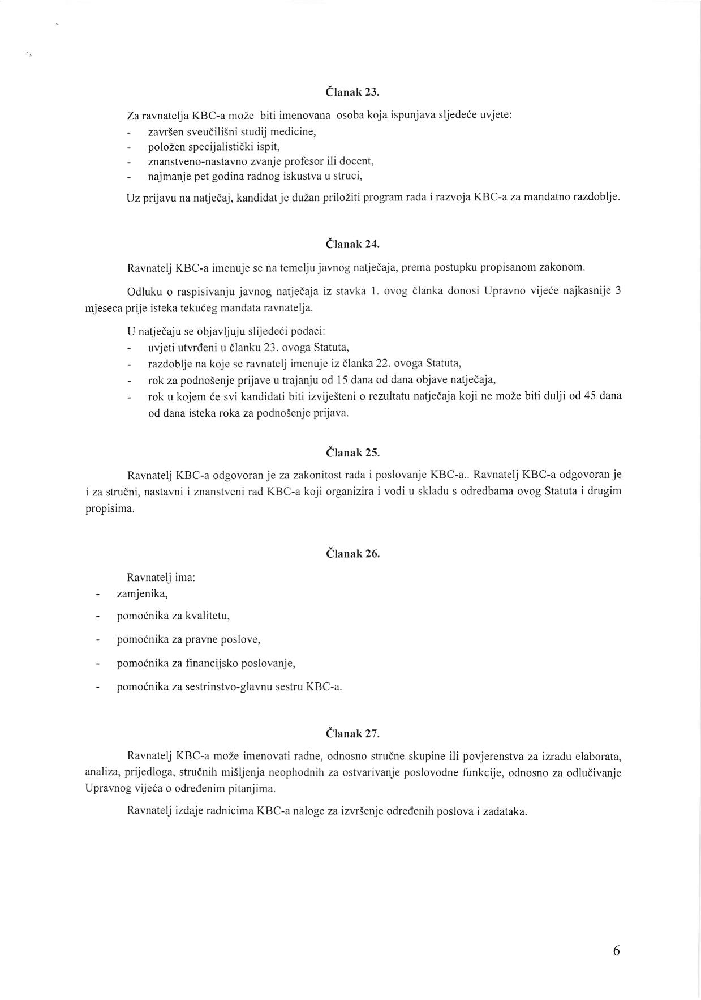 Članak 23.
Za ravnatelja KBC-a može biti imenovana osoba koja ispunjava sljedeće uvjete:
- završen sveučilišni studij medicine,
- položen specijalistički ispit,
- znanstveno-nastavno zvanje profesor ili docent,
- najmanje pet godina radnog iskustva u struci,
Uz prijavu na natječaj, kandidat je dužan priložiti program rada i razvoja KBC-a za mandatno razdoblje.
Članak 24.
Ravnatelj KBC-a imenuje se na temelju javnog natječaja, prema postupku propisanom zakonom.
Odluku o raspisivanju javnog natječaja iz stavka 1. ovog članka donosi Upravno vijeće najkasnije 3
mjeseca prije isteka tekućeg mandata ravnatelja.
U natječaju se objavljuju slijedeći podaci:
- uvjeti utvrđeni u članku 23. ovoga Statuta,
- razdoblje na koje se ravnatelj imenuje iz članka 22. ovoga Statuta,
- rok za podnošenje prijave u trajanju od 15 dana od dana objave natječaja,
- rok u kojem će svi kandidati biti izviješteni o rezultatu natječaja koji ne može biti dulji od 45 dana
od dana isteka roka za podnošenje prijava.
Članak 25.
Ravnatelj KBC-a odgovoran je za zakonitost rada i poslovanje KBC-a.. Ravnatelj KBC-a odgovoran je
i za stručni, nastavni i znanstveni rad KBC-a koji organizira i vodi u skladu s odredbama ovog Statuta i drugim
propisima.
Članak 26.
Ravnatelj ima:
- zamjenika,
- pomoćnika za kvalitetu,
- pomoćnika za pravne poslove,
- pomoćnika za financijsko poslovanje,
- pomoćnika za sestrinstvo-glavnu sestru KBC-a.
Članak 27.
Ravnatelj KBC-a može imenovati radne, odnosno stručne skupine ili povjerenstva za izradu elaborata,
analiza, prijedloga, stručnih mišljenja neophodnih za ostvarivanje poslovodne funkcije, odnosno za odlučivanje
Upravnog vijeća o određenim pitanjima.
Ravnatelj izdaje radnicima KBC-a naloge za izvršenje određenih poslova i zadataka.
6